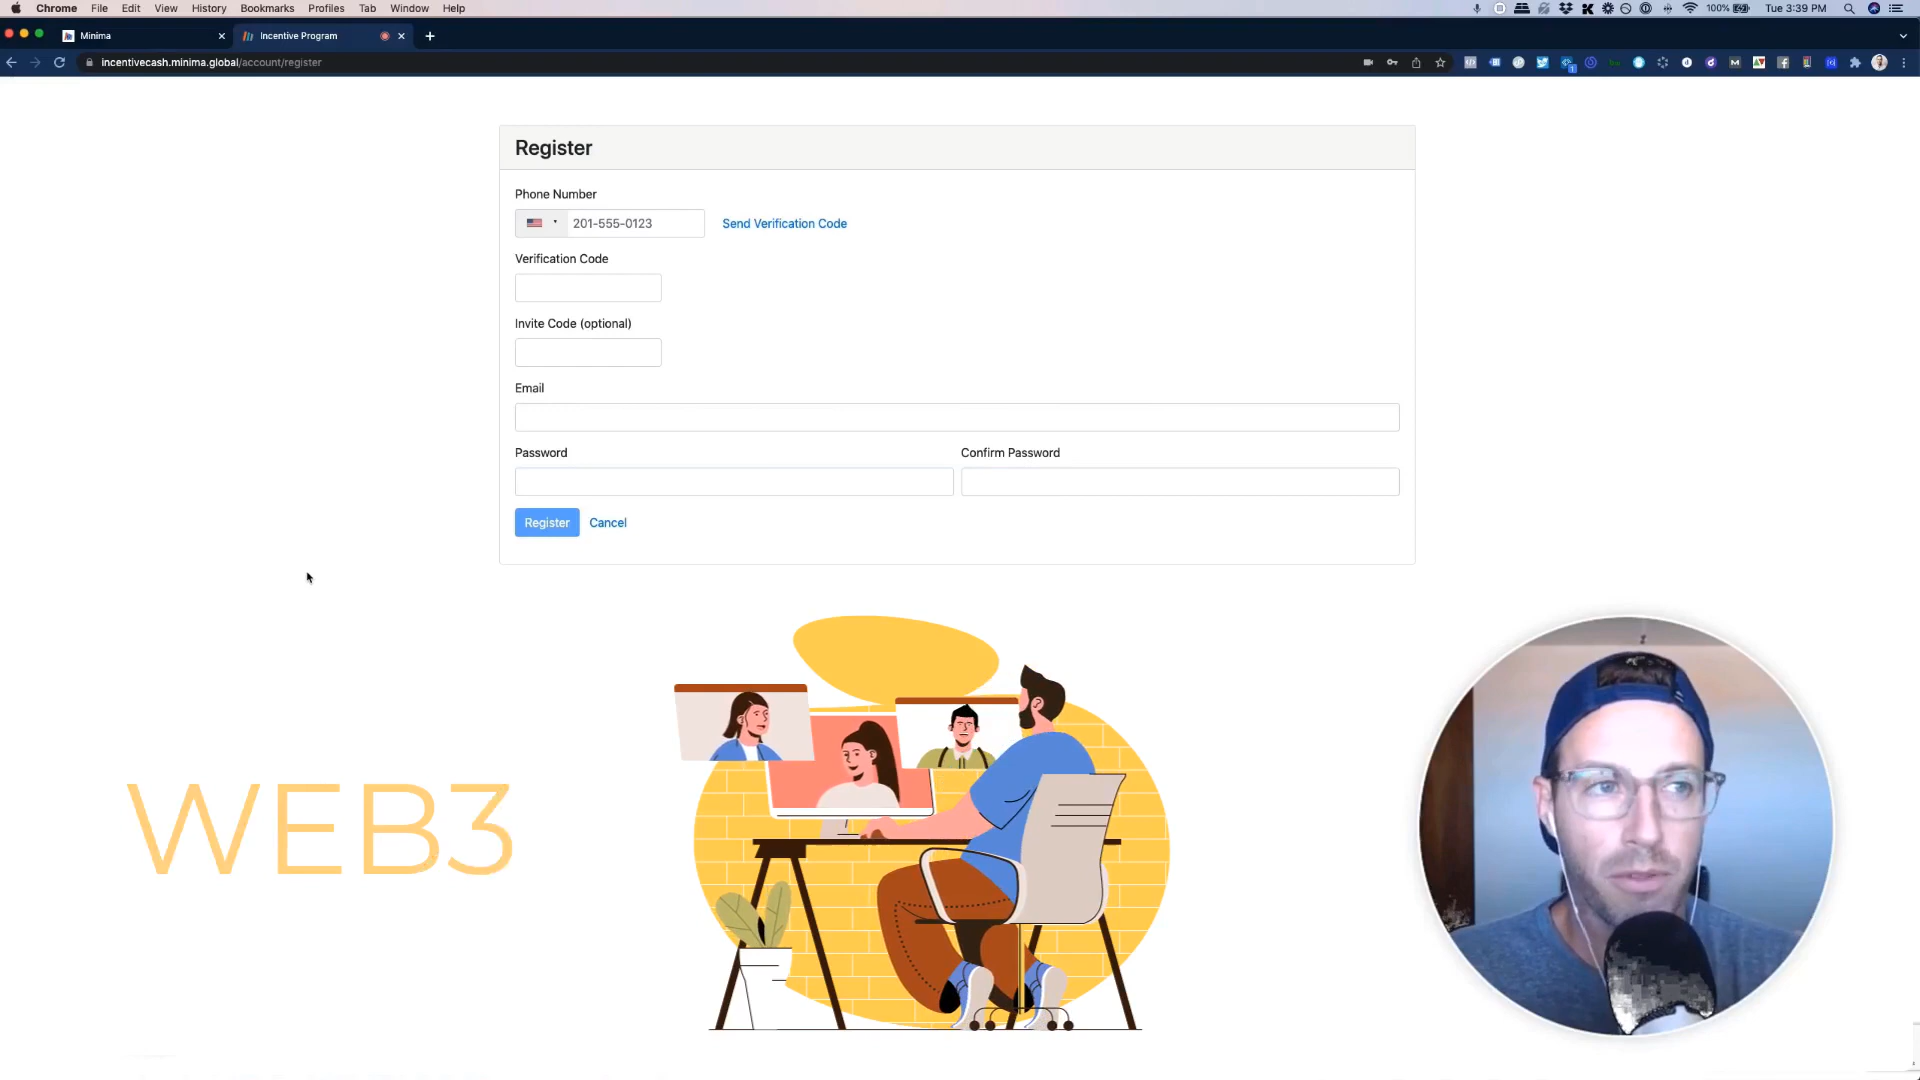 Chrome File Edit View History Bookmarks Profiles Tab Window Help 100% Tue 3:39 PM
Minima Incentive Program
incentivecash.minima.global/account/register
Register
Phone Number
201-555-0123 Send Verification Code
Verification Code
Invite Code (optional)
Email
Password Confirm Password
Register Cancel
WEB3